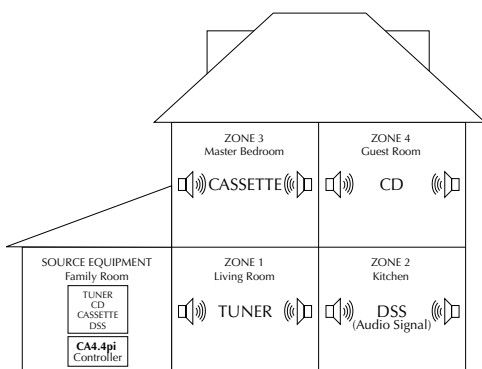 ZONE 3
Master Bedroom
CASSETTE
ZONE 4
Guest Room
CD
SOURCE EQUIPMENT
Family Room
TUNER
CD
CASSETTE
DSS
CA4.4pi
Controller
ZONE 1
Living Room
TUNER
ZONE 2
Kitchen
DSS
(Audio Signal)